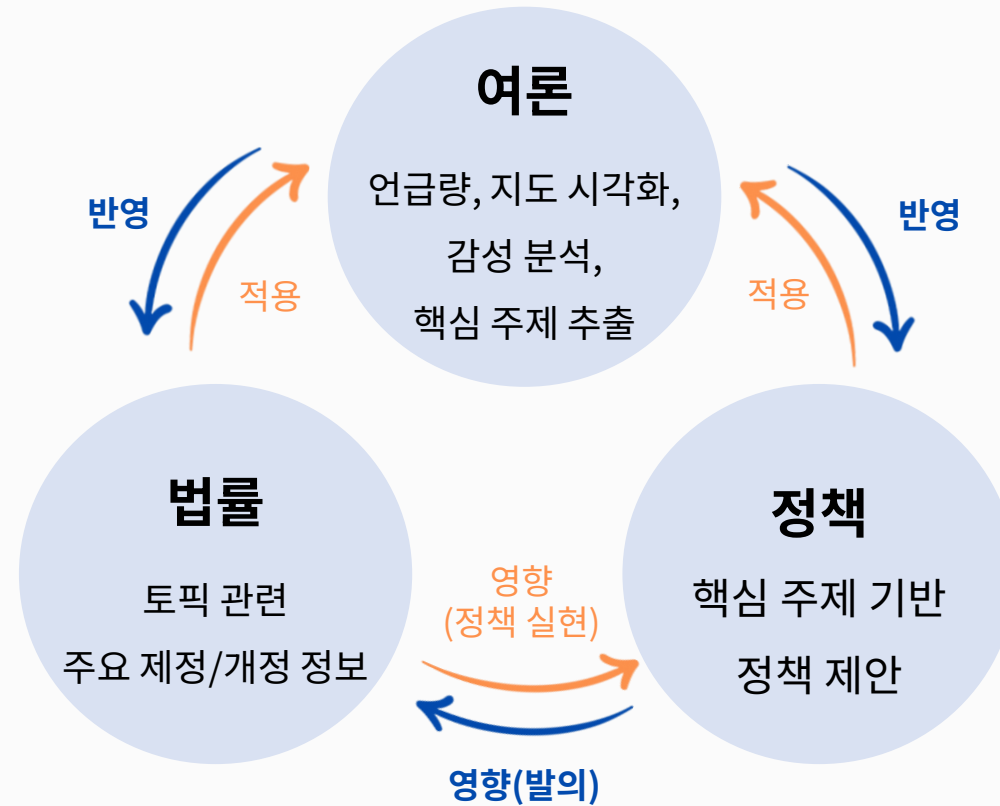 여론
언급량, 지도 시각화,
감성 분석,
핵심 주제 추출
반영
적용
적용
반영
법률
토픽 관련
주요 제정/개정 정보
영향
(정책 실현)
영향(발의)
정책
핵심 주제 기반
정책 제안